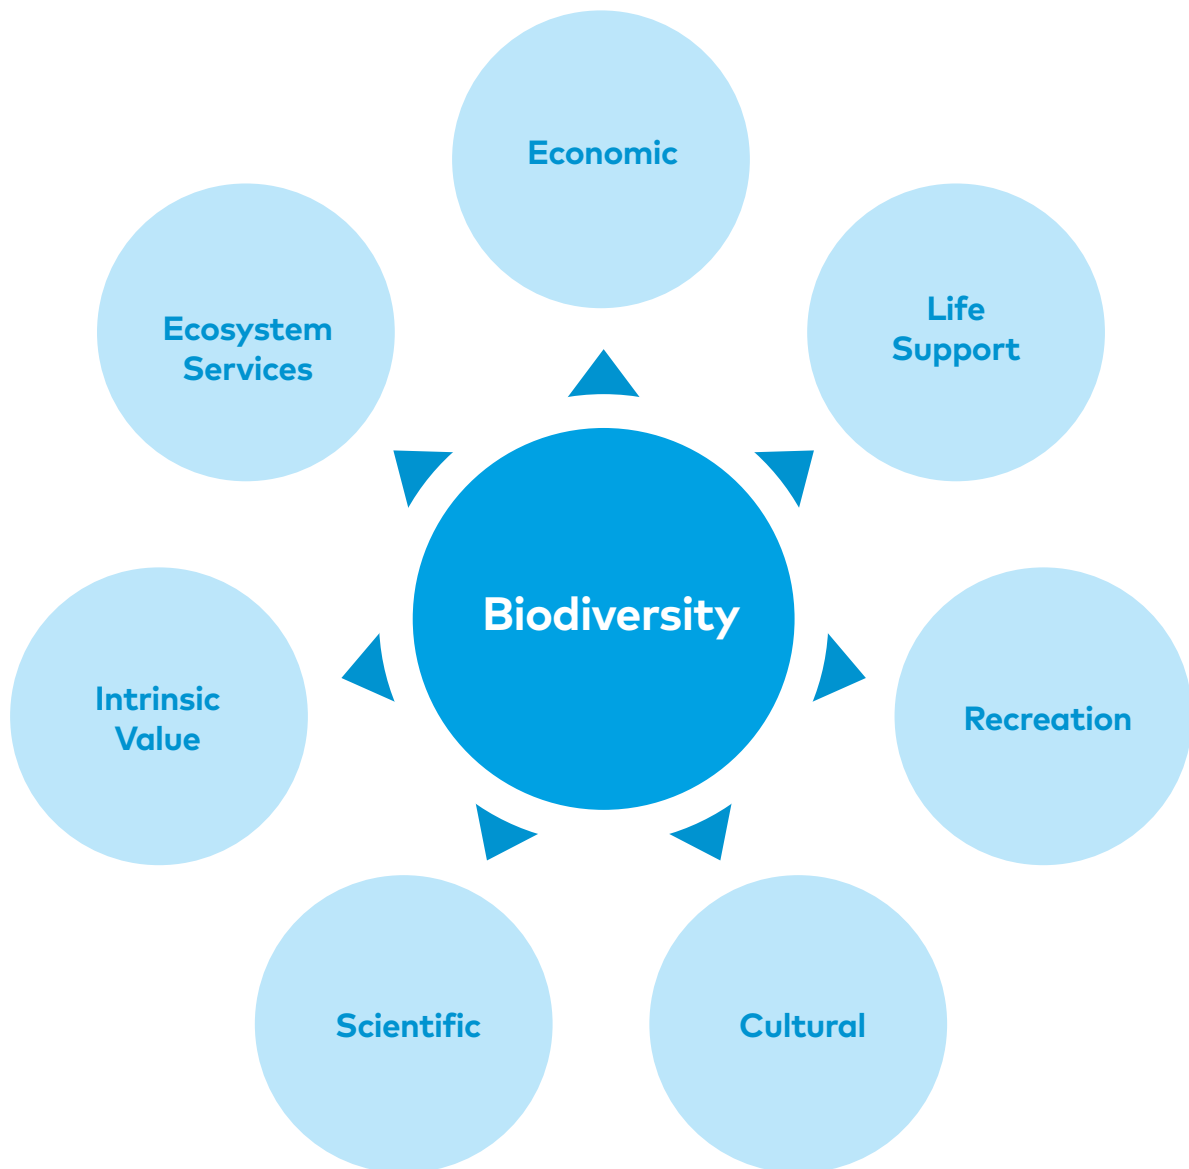 Economic
Life
Support
Ecosystem
Services
Biodiversity
Intrinsic
Value
Recreation
Scientific
Cultural